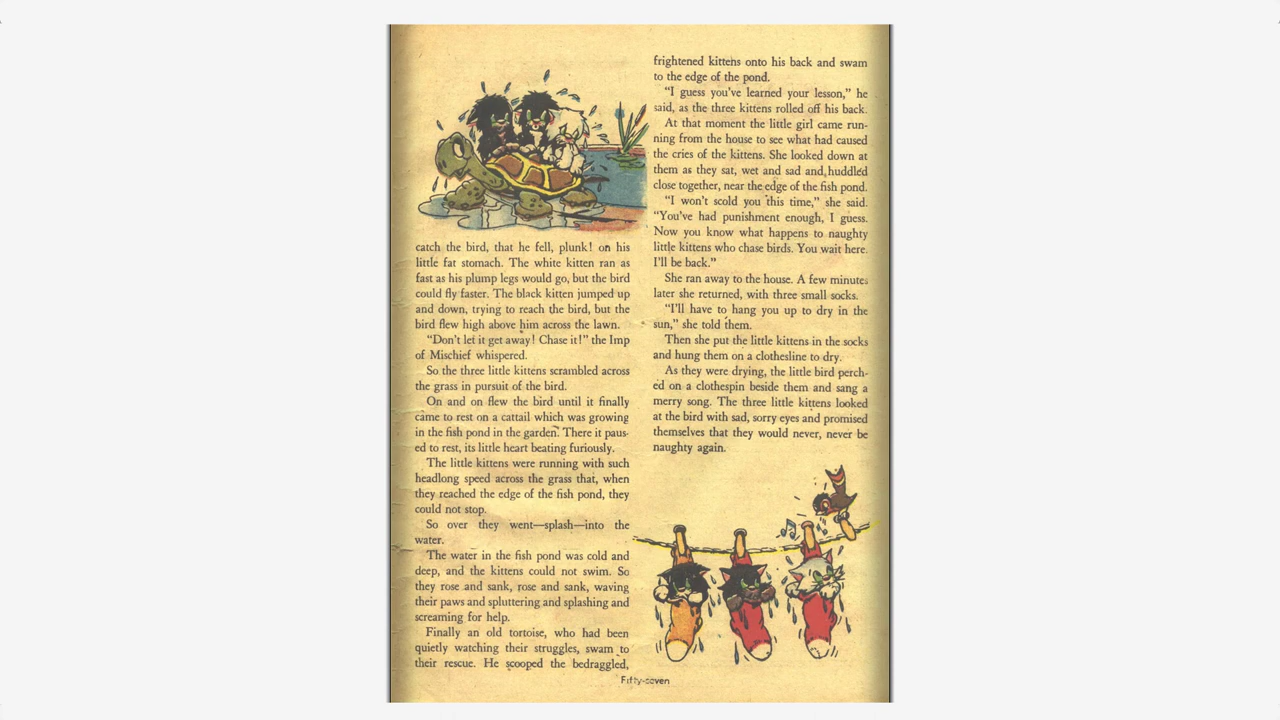 catch the bird, that he fell, plunk! on his
little fat stomach. The white kitten ran as
fast as his plump legs would go, but the bird
could fly faster. The black kitten jumped up
and down, trying to reach the bird, but the
bird flew high above him across the lawn.
“Don’t let it get away! Chase it!” the Imp
of Mischief whispered.
So the three little kittens scrambled across
the grass in pursuit of the bird.
On and on flew the bird until it finally
came to rest on a cattail which was growing
in the fish pond in the garden. There it paus-
ed to rest, its little heart beating furiously.
The little kittens were running with such
headlong speed across the grass that, when
they reached the edge of the fish pond, they
could not stop.
So over they went—splash—into the
water.
The water in the fish pond was cold and
deep, and the kittens could not swim. So
they rose and sank, rose and sank, waving
their paws and spluttering and splashing and
screaming for help.
Finally an old tortoise, who had been
quietly watching their struggles, swam to
their rescue. He scooped the bedraggled,
frightened kittens onto his back and swam
to the edge of the pond.
“I guess you’ve learned your lesson,” he
said, as the three kittens rolled off his back.
At that moment the little girl came run-
ning from the house to see what had caused
the cries of the kittens. She looked down at
them as they sat, wet and sad and huddled
close together, near the edge of the fish pond.
“I won’t scold you this time,” she said.
“You’ve had punishment enough, I guess.
Now you know what happens to naughty
little kittens who chase birds. You wait here.
I’ll be back.”
She ran away to the house. A few minutes
later she returned, with three small socks.
“I’ll have to hang you up to dry in the
sun,” she told them.
Then she put the little kittens in the socks
and hung them on a clothesline to dry.
As they were drying, the little bird perch-
ed on a clothespin beside them and sang a
merry song. The three little kittens looked
at the bird with sad, sorry eyes and promised
themselves that they would never, never be
naughty again.
Fifty-seven